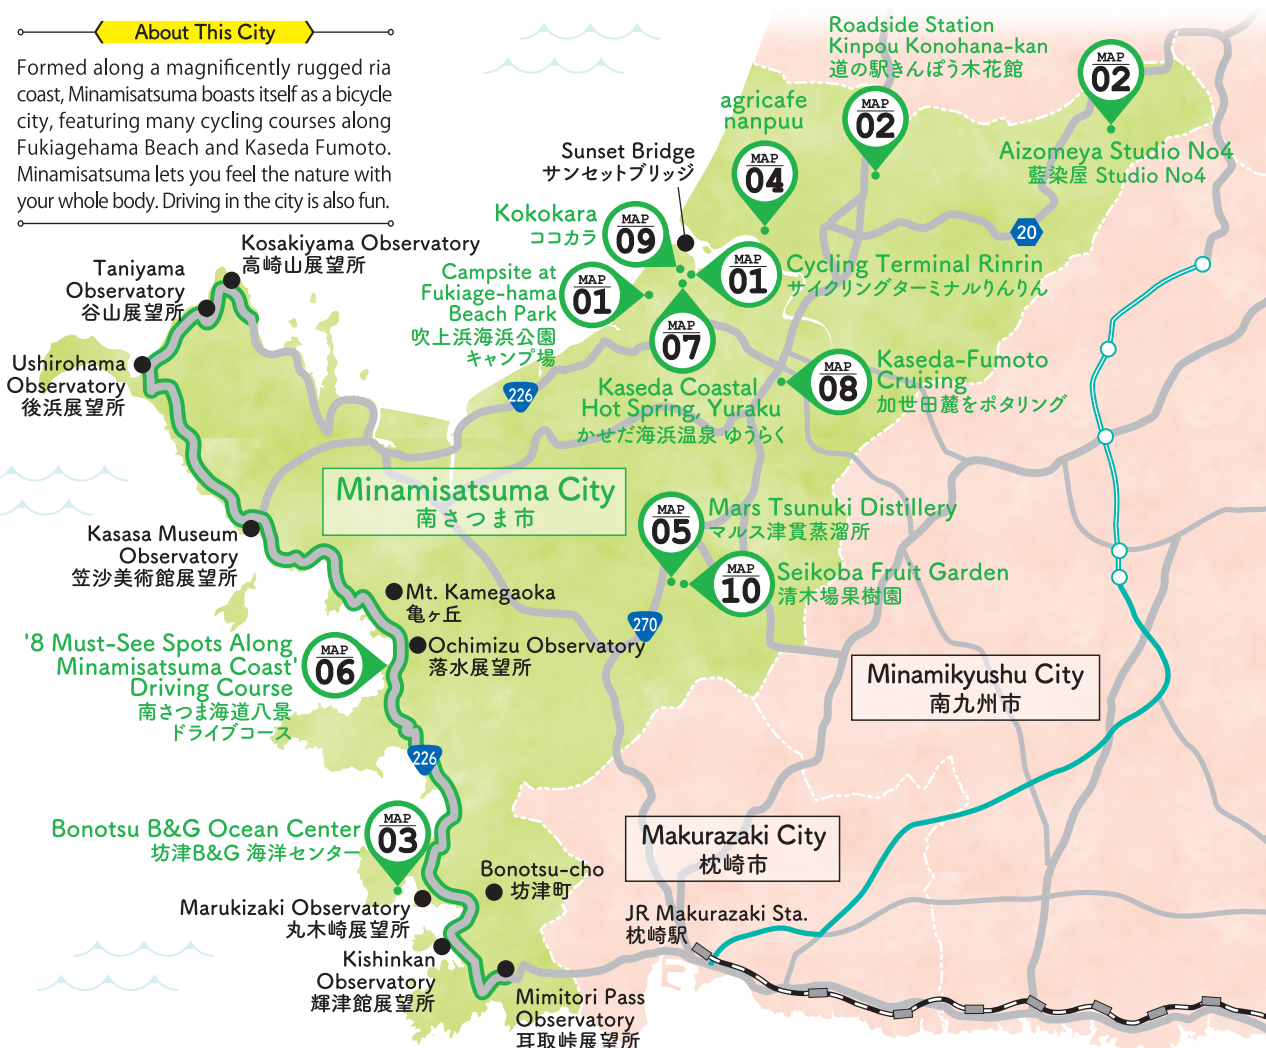 About This City
Formed along a magnificently rugged ria
coast, Minamisatsuma boasts itself as a bicycle
city, featuring many cycling courses along
Fukiagehama Beach and Kaseda Fumoto.
Minamisatsuma lets you feel the nature with
your whole body. Driving in the city is also fun.
Roadside Station
Kinpou Konohana-kan
道の駅きんぽう木花館
MAP
02
MAP
02
Aizomeya Studio No4
藍染屋 Studio No4
agricafe
nanpuu
MAP
04
Sunset Bridge
サンセットブリッジ
Kokokara
ココカラ
MAP
09
20
MAP
01
Cycling Terminal Rinrin
サイクリングターミナルりんりん
Campsite at
Fukiage-hama
Beach Park
吹上浜海浜公園
キャンプ場
MAP
01
MAP
07
Kaseda Coastal
Hot Spring, Yuraku
かせだ海浜温泉 ゆうらく
MAP
08
Kaseda-Fumoto
Cruising
加世田麓をポタリング
Kosakiyama Observatory
高崎山展望所
Taniyama
Observatory
谷山展望所
Ushirohama
Observatory
後浜展望所
226
Minamisatsuma City
南さつま市
Kasasa Museum
Observatory
笠沙美術館展望所
MAP
05
Mars Tsunuki Distillery
マルス津貫蒸溜所
MAP
10
Seikoba Fruit Garden
清木場果樹園
Mt. Kamegaoka
亀ヶ丘
270
Ochimizu Observatory
落水展望所
'8 Must-See Spots Along
Minamisatsuma Coast'
Driving Course
南さつま海道八景
ドライブコース
MAP
06
Minamikyushu City
南九州市
226
Bonotsu B&G Ocean Center
坊津B&G 海洋センター
MAP
03
Makurazaki City
枕崎市
Bonotsu-cho
坊津町
Marukizaki Observatory
丸木崎展望所
JR Makurazaki Sta.
枕崎駅
Kishinkan
Observatory
輝津館展望所
Mimitori Pass
Observatory
耳取峠展望所